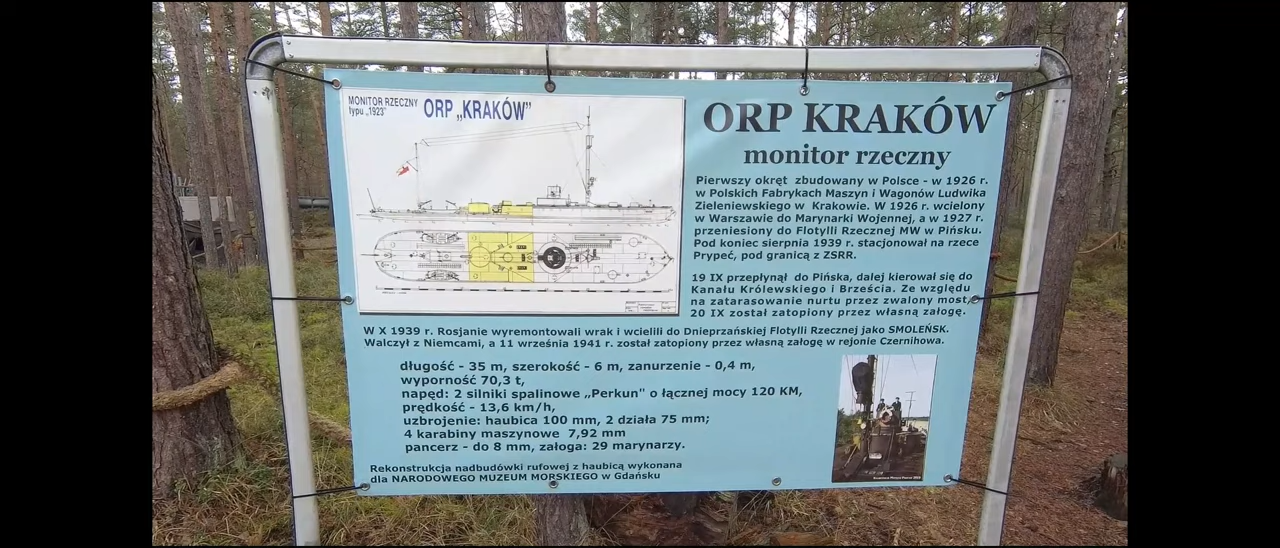 MONITOR RZECZNY
typu „1923"
ORP „KRAKÓW”
ORP KRAKÓW
monitor rzeczny
Pierwszy okręt zbudowany w Polsce - w 1926 r.
w Polskich Fabrykach Maszyn i Wagonów Ludwika
Zieleniewskiego w Krakowie. W 1926 r. wcielony
w Warszawie do Marynarki Wojennej, a w 1927 r.
przeniesiony do Flotylli Rzecznej MW w Pińsku.
Pod koniec sierpnia 1939 r. stacjonował na rzece
Prypeć, pod granicą z ZSRR.
19 IX przepłynął do Pińska, dalej kierował się do
Kanału Królewskiego i Brześcia. Ze względu
na zatarasowanie nurtu przez zwalony most,
20 IX został zatopiony przez własną załogę.
W X 1939 r. Rosjanie wyremontowali wrak i wcielili do Dnieprzańskiej Flotylli Rzecznej jako SMOLEŃSK.
Walczył z Niemcami, a 11 września 1941 r. został zatopiony przez własną załogę w rejonie Czernihowa.
długość - 35 m, szerokość - 6 m, zanurzenie - 0,4 m,
wyporność 70,3 t,
napęd: 2 silniki spalinowe „Perkun" o łącznej mocy 120 KM,
prędkość - 13,6 km/h,
uzbrojenie: haubica 100 mm, 2 działa 75 mm;
4 karabiny maszynowe 7,92 mm
pancerz - do 8 mm, załoga: 29 marynarzy.
Rekonstrukcja nadbudówki rufowej z haubicą wykonana
dla NARODOWEGO MUZEUM MORSKIEGO w Gdańsku